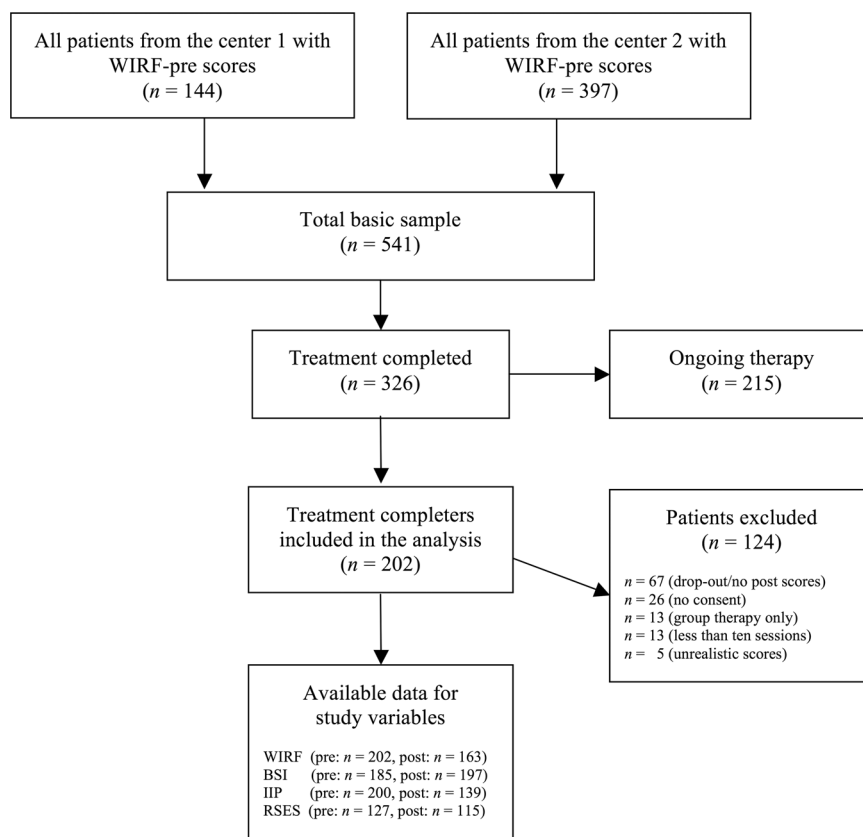 All patients from the center 1 with
WIRF-pre scores
(n = 144)
All patients from the center 2 with
WIRF-pre scores
(n = 397)
Total basic sample
(n = 541)
Treatment completed
(n = 326)
Ongoing therapy
(n = 215)
Treatment completers
included in the analysis
(n = 202)
Patients excluded
(n = 124)
n = 67 (drop-out/no post scores)
n = 26 (no consent)
n = 13 (group therapy only)
n = 13 (less than ten sessions)
n = 5 (unrealistic scores)
Available data for
study variables
WIRF (pre: n = 202, post: n = 163)
BSI (pre: n = 185, post: n = 197)
IIP (pre: n = 200, post: n = 139)
RSES (pre: n = 127, post: n = 115)